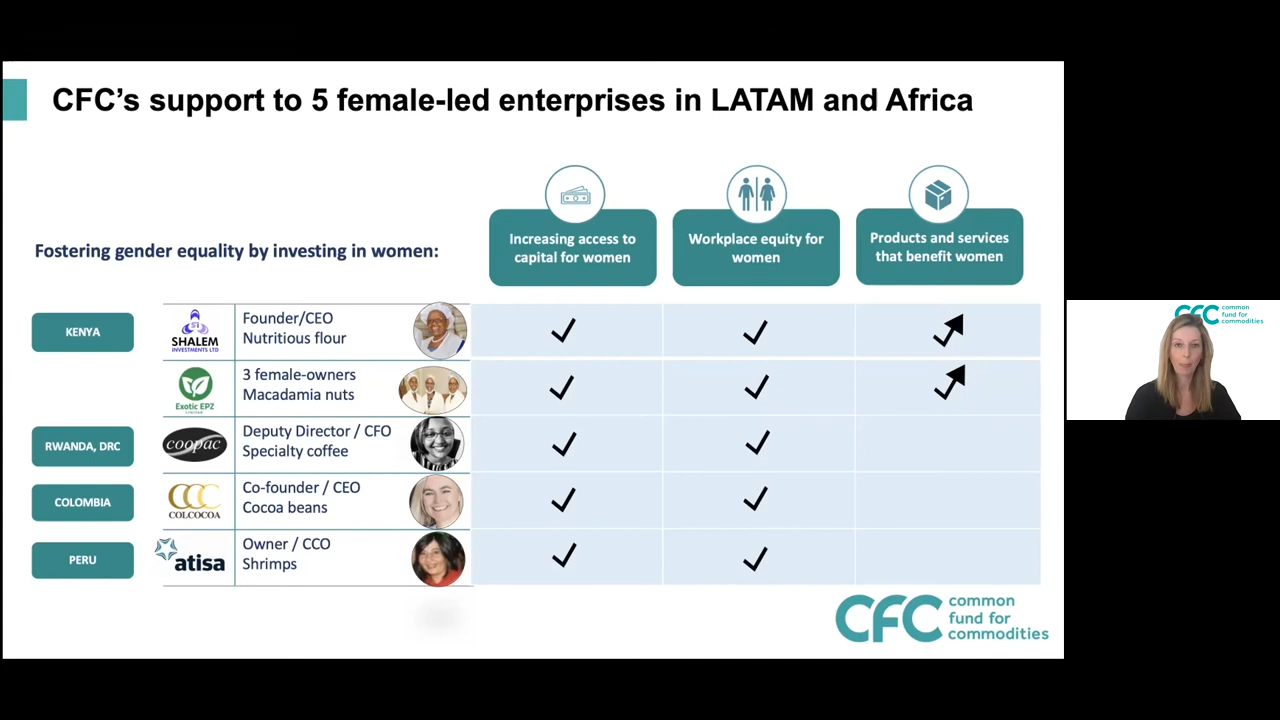 CFC's support to 5 female-led enterprises in LATAM and Africa
Fostering gender equality by investing in women:
Increasing access to
capital for women
Workplace equity for
women
Products and services
that benefit women
KENYA
SHALEM
INVESTMENTS LTD
Founder/CEO
Nutritious flour
Exotic EPZ
LIMITED
3 female-owners
Macadamia nuts
RWANDA, DRC
coopac
Deputy Director / CFO
Specialty coffee
COLOMBIA
CCC
COLCOCOA
Co-founder / CEO
Cocoa beans
PERU
atisa
Owner / CCO
Shrimps
CFC common
fund for
commodities
CFC common
fund for
commodities